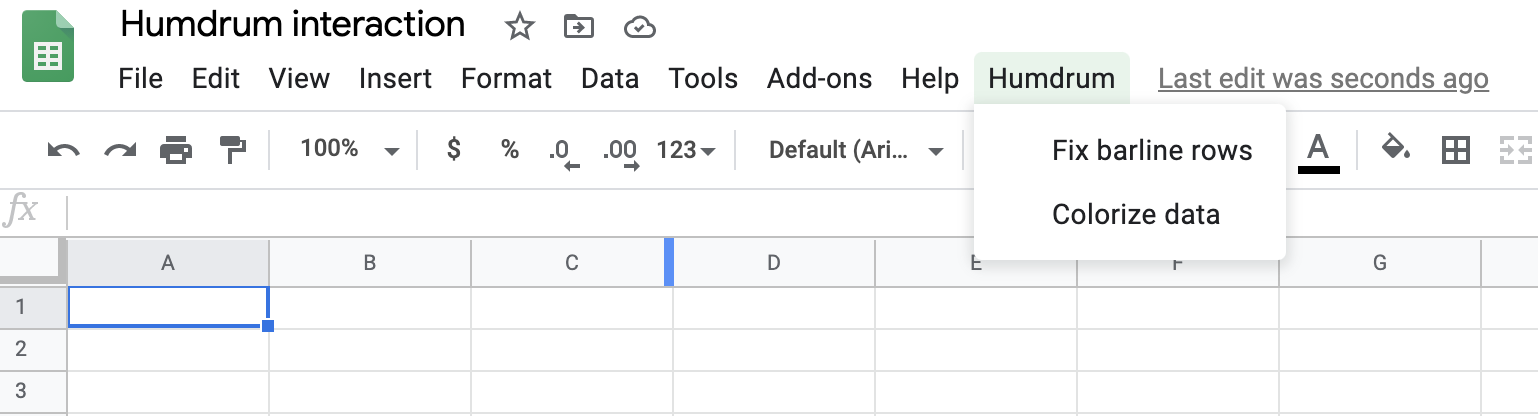 Humdrum interaction
File Edit View Insert Format Data Tools Add-ons Help Humdrum Last edit was seconds ago
100% $ % .0 .00 123 Default (Ari... A
Fix barline rows
Colorize data
fx
A B C D E F G
1
2
3